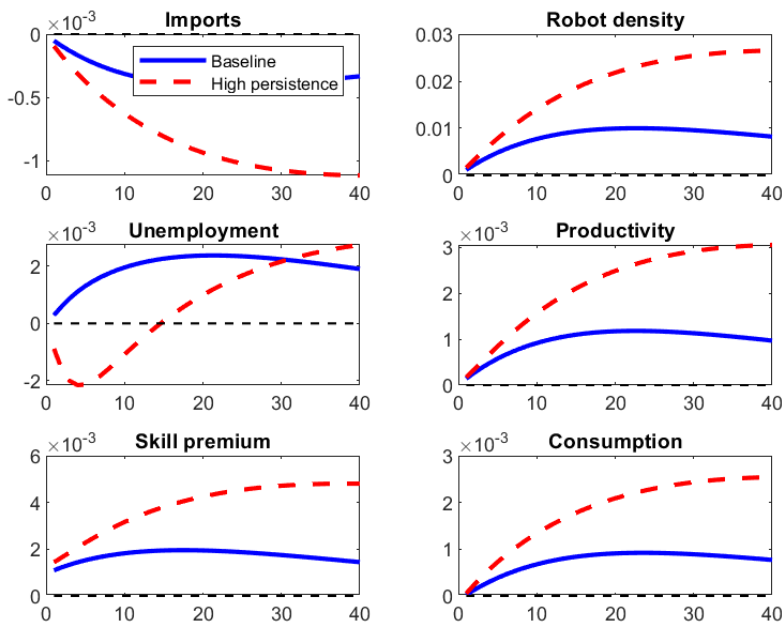 Imports
×10⁻³
0
-0.5
-1
0 10 20 30 40
Baseline
High persistence
Robot density
0.03
0.02
0.01
0
0 10 20 30 40
Unemployment
×10⁻³
2
0
-2
0 10 20 30 40
Productivity
×10⁻³
3
2
1
0
0 10 20 30 40
Skill premium
×10⁻³
6
4
2
0
0 10 20 30 40
Consumption
×10⁻³
3
2
1
0
0 10 20 30 40